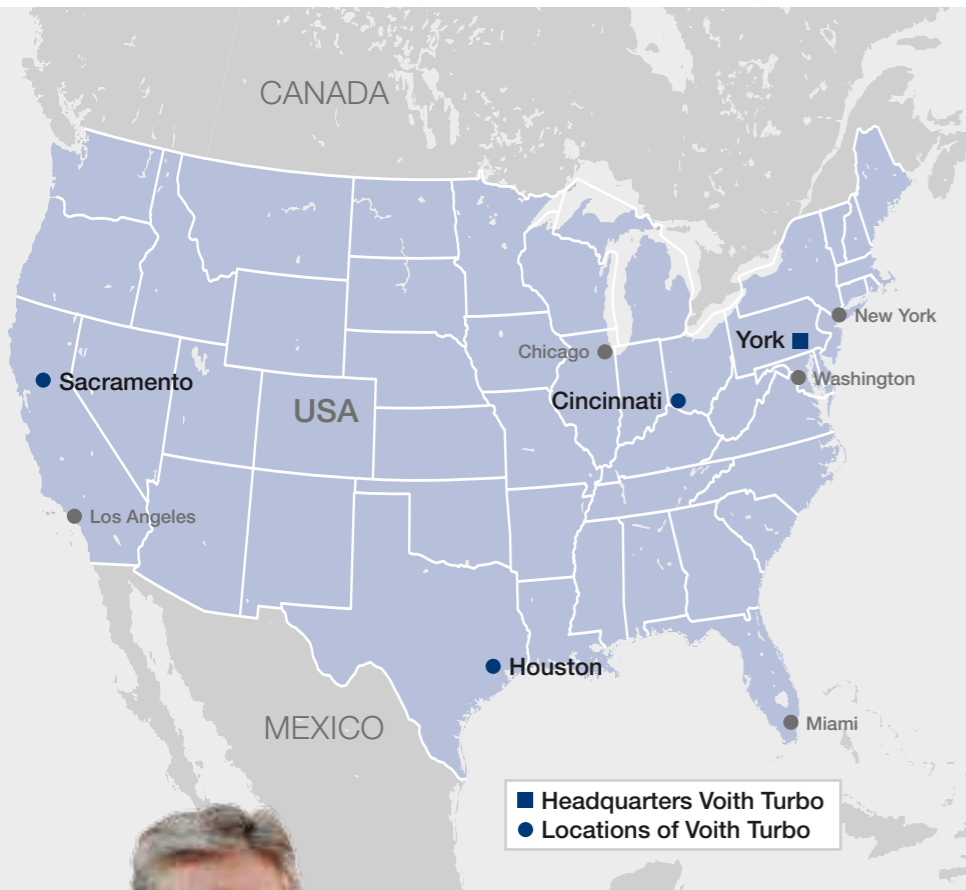 CANADA
New York
York
Chicago
Washington
Sacramento
Cincinnati
USA
Los Angeles
Houston
Miami
MEXICO
Headquarters Voith Turbo
Locations of Voith Turbo